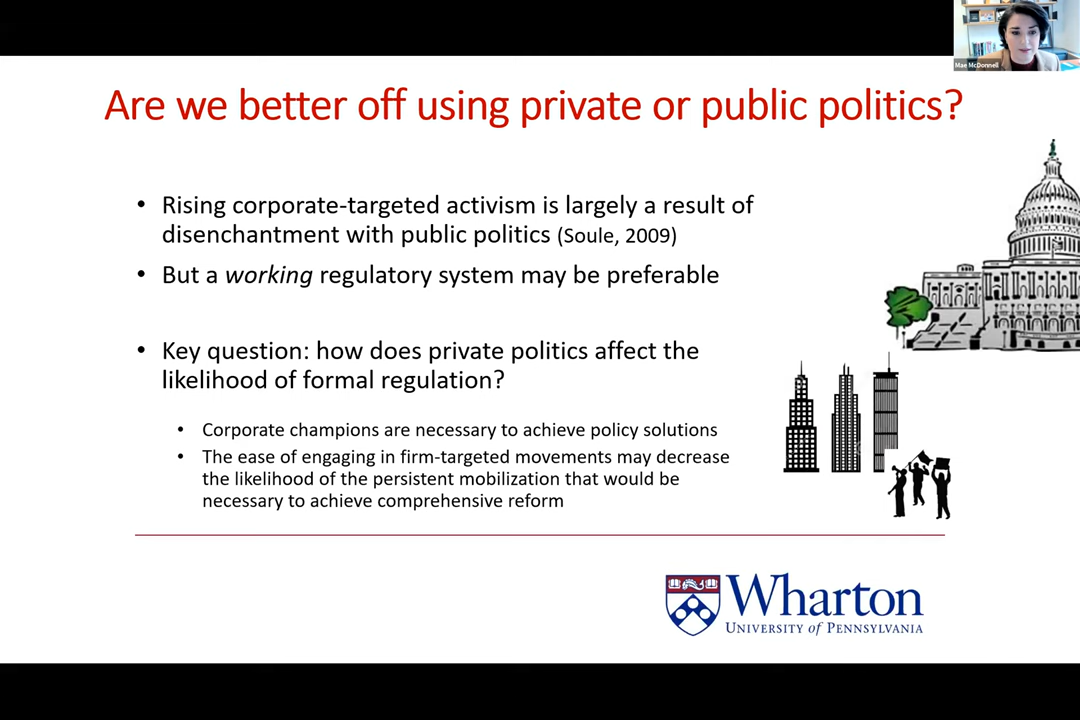 Mae McDonnell
Are we better off using private or public politics?
• Rising corporate-targeted activism is largely a result of
disenchantment with public politics (Soule, 2009)
• But a working regulatory system may be preferable
• Key question: how does private politics affect the
likelihood of formal regulation?
• Corporate champions are necessary to achieve policy solutions
• The ease of engaging in firm-targeted movements may decrease
the likelihood of the persistent mobilization that would be
necessary to achieve comprehensive reform
Wharton
UNIVERSITY of PENNSYLVANIA